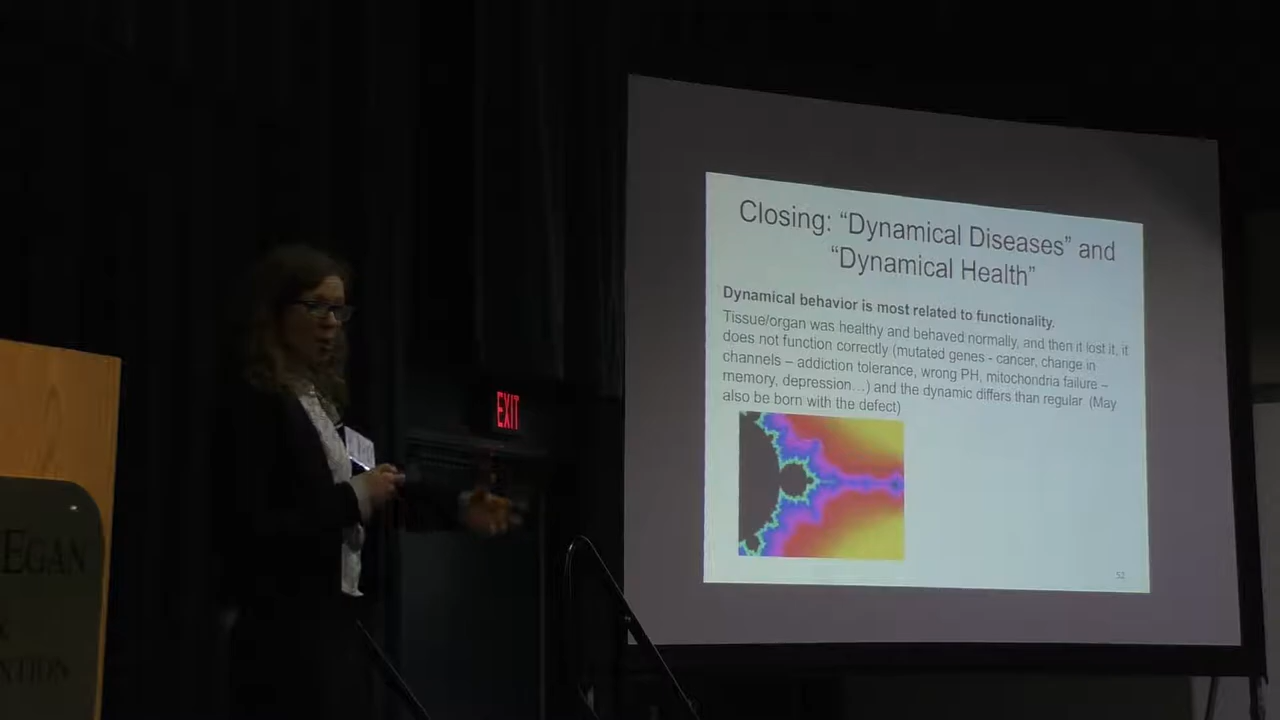 Closing: “Dynamical Diseases” and
“Dynamical Health”
Dynamical behavior is most related to functionality.
Tissue/organ was healthy and behaved normally, and then it lost it, it
does not function correctly (mutated genes - cancer, change in
channels – addiction tolerance, wrong PH, mitochondria failure –
memory, depression…) and the dynamic differs than regular (May
also be born with the defect)
52
EXIT
EGAN